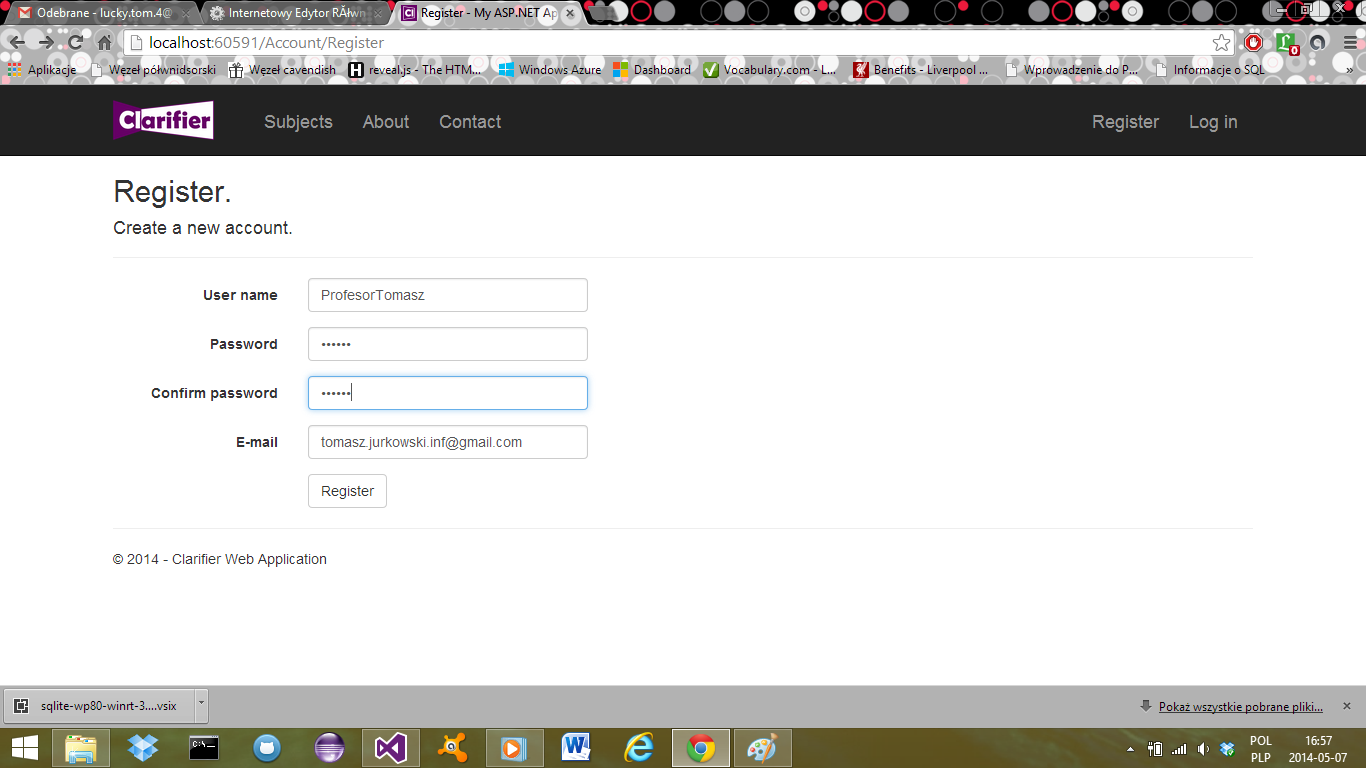 Odebrane - lucky.tom.4@
Internetowy Edytor RĂłwn
Register - My ASP.NET Ap
localhost:60591/Account/Register
Aplikacje
Węzeł półwnidsorski
Węzeł cavendish
reveal.js - The HTM...
Windows Azure
Dashboard
Vocabulary.com - L...
Benefits - Liverpool ...
Wprowadzenie do P...
Informacje o SQL
»
Clarifier
Subjects
About
Contact
Register
Log in
Register.
Create a new account.
User name
ProfesorTomasz
Password
••••••
Confirm password
••••••
E-mail
tomasz.jurkowski.inf@gmail.com
Register
© 2014 - Clarifier Web Application
sqlite-wp80-winrt-3....vsix
Pokaż wszystkie pobrane pliki...
C:\_
POL
PLP
16:57
2014-05-07